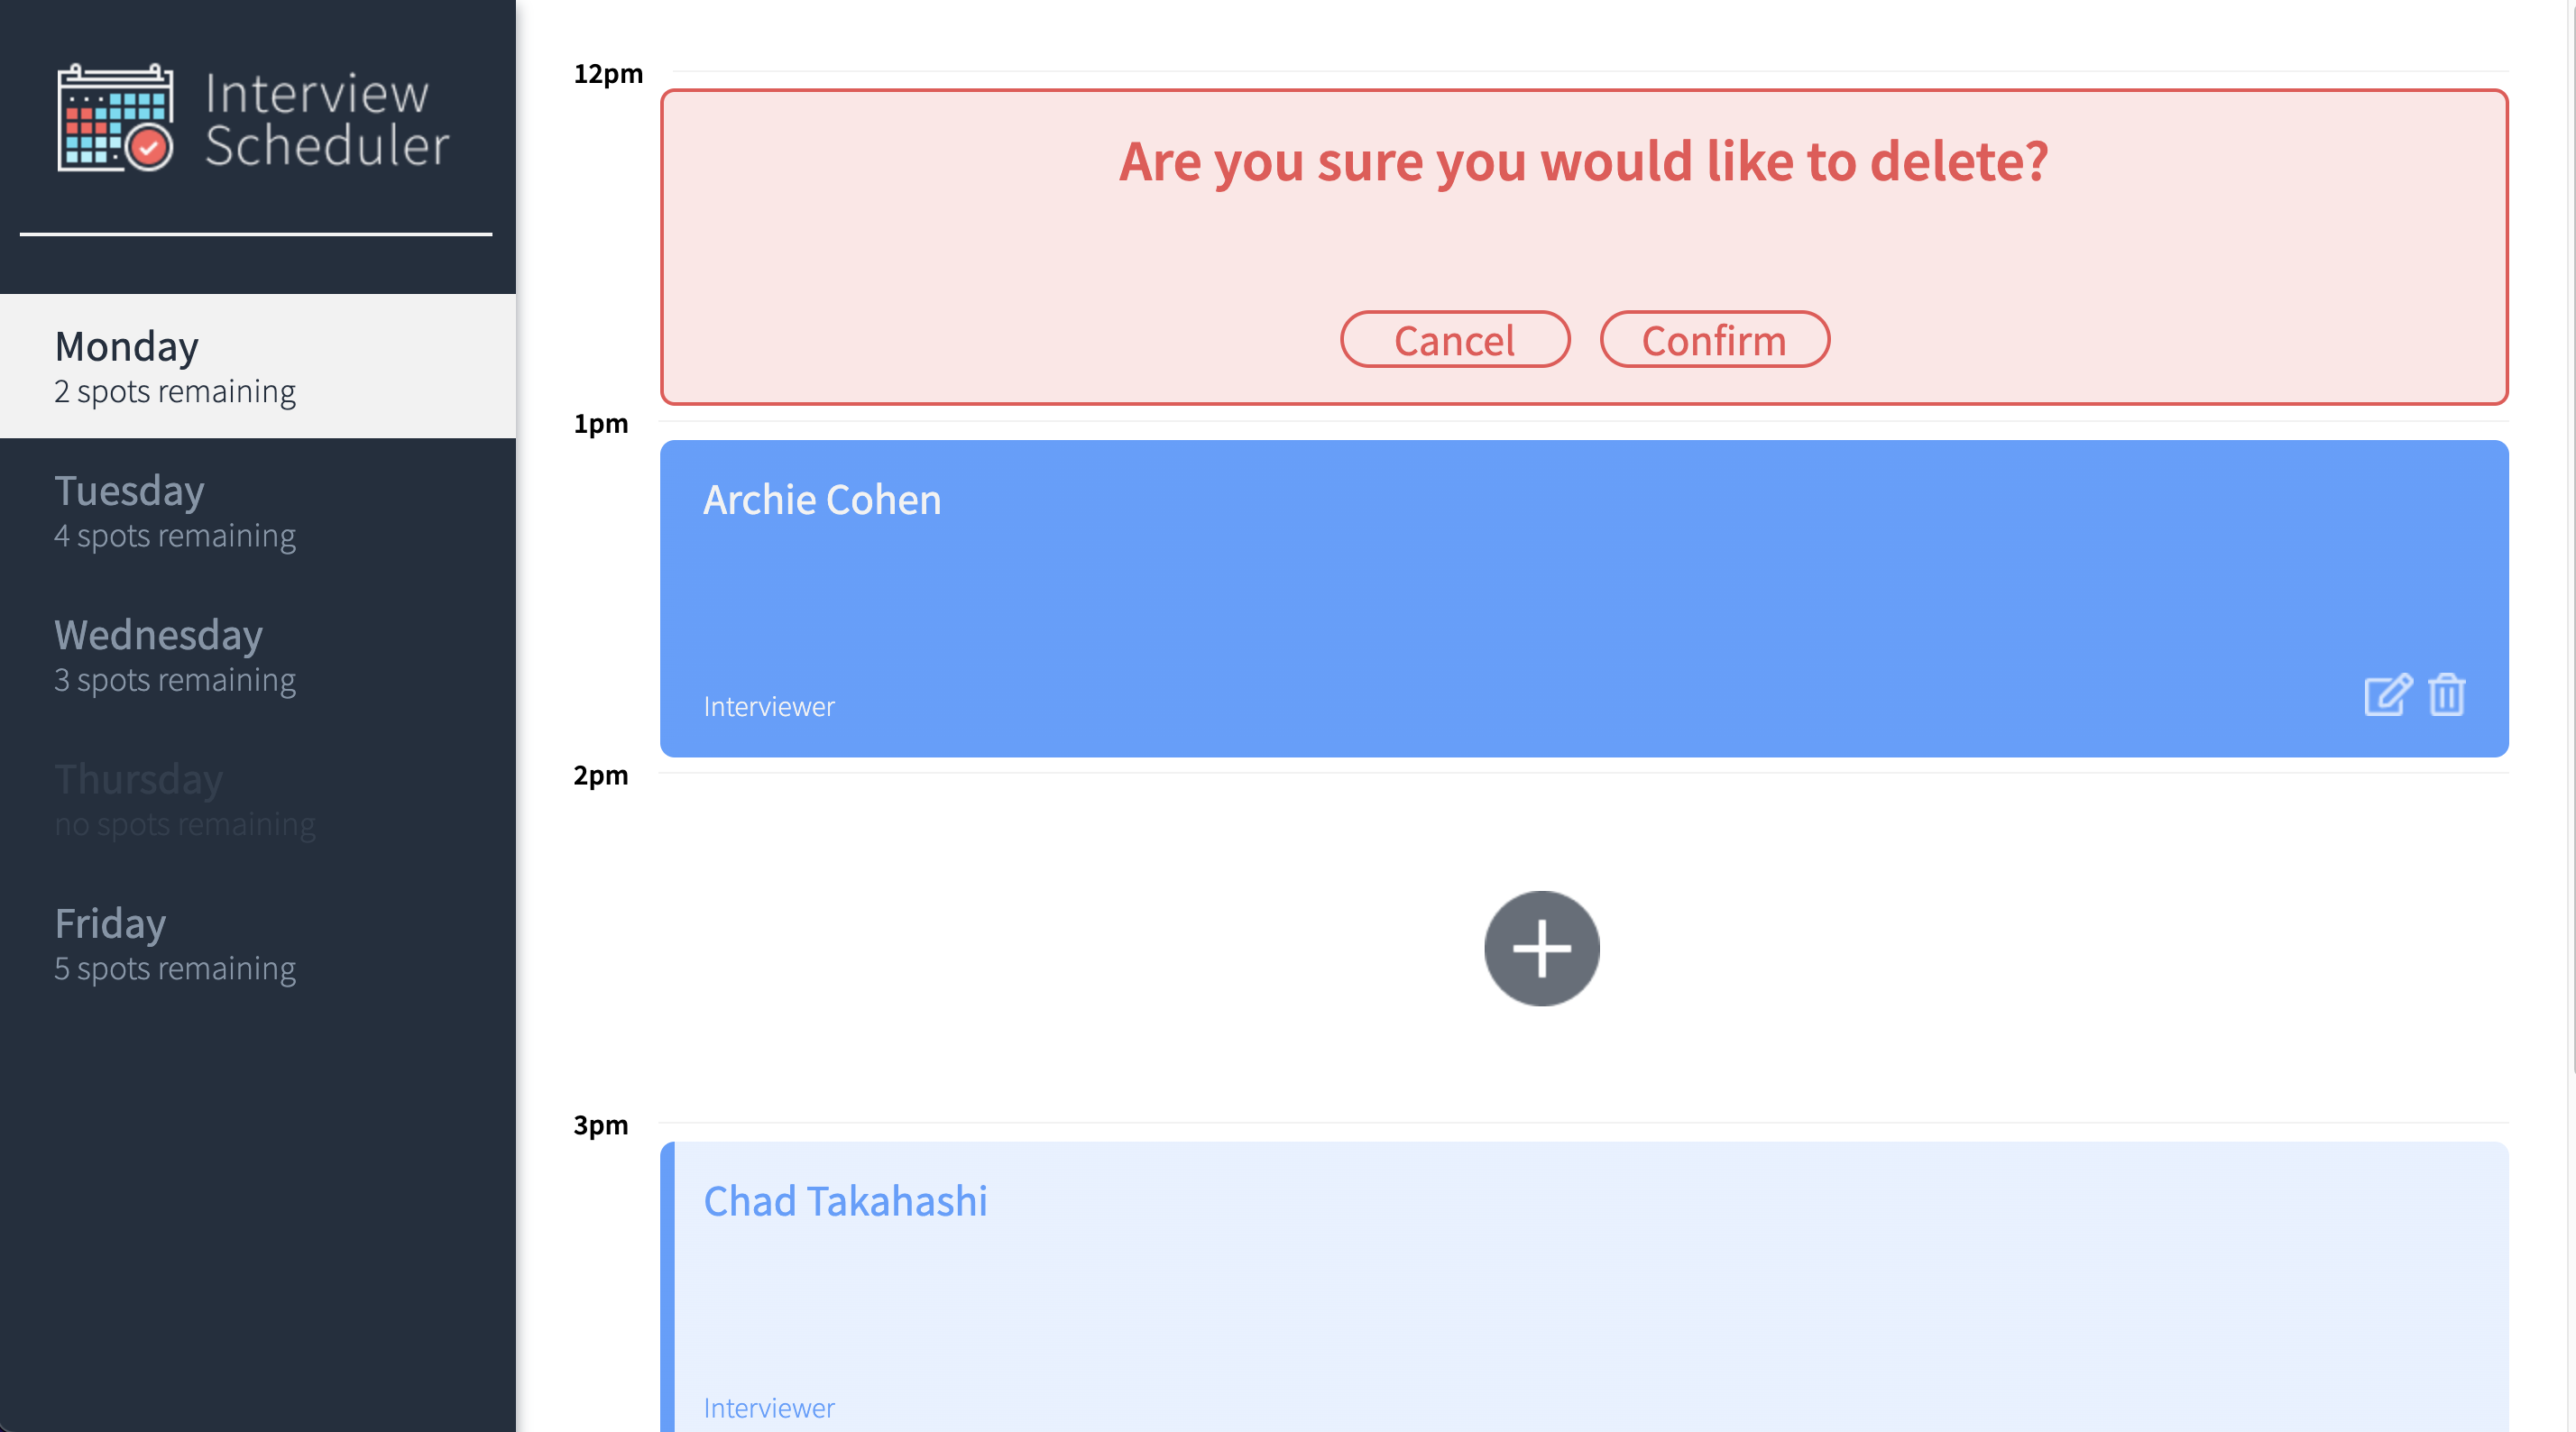 Interview
Scheduler
Monday
2 spots remaining
Tuesday
4 spots remaining
Wednesday
3 spots remaining
Thursday
no spots remaining
Friday
5 spots remaining
12pm
Are you sure you would like to delete?
Cancel Confirm
1pm
Archie Cohen
Interviewer
2pm
3pm
Chad Takahashi
Interviewer